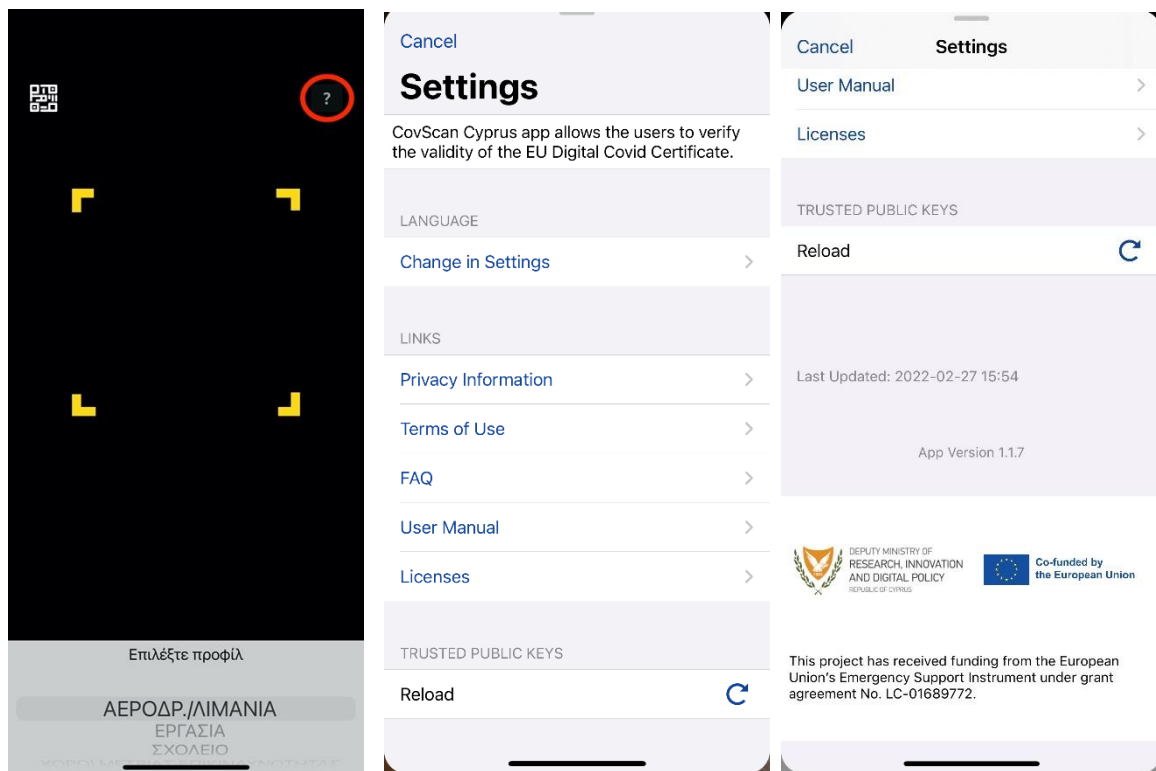 ?
Επιλέξτε προφίλ
ΑΕΡΟΔΡ./ΛΙΜΑΝΙΑ
ΕΡΓΑΣΙΑ
ΣΧΟΛΕΙΟ
Cancel
Settings
CovScan Cyprus app allows the users to verify
the validity of the EU Digital Covid Certificate.
LANGUAGE
Change in Settings
LINKS
Privacy Information
Terms of Use
FAQ
User Manual
Licenses
TRUSTED PUBLIC KEYS
Reload
Cancel Settings
User Manual
Licenses
TRUSTED PUBLIC KEYS
Reload
Last Updated: 2022-02-27 15:54
App Version 1.1.7
DEPUTY MINISTRY OF
RESEARCH, INNOVATION
AND DIGITAL POLICY
REPUBLIC OF CYPRUS
Co-funded by
the European Union
This project has received funding from the European
Union's Emergency Support Instrument under grant
agreement No. LC-01689772.